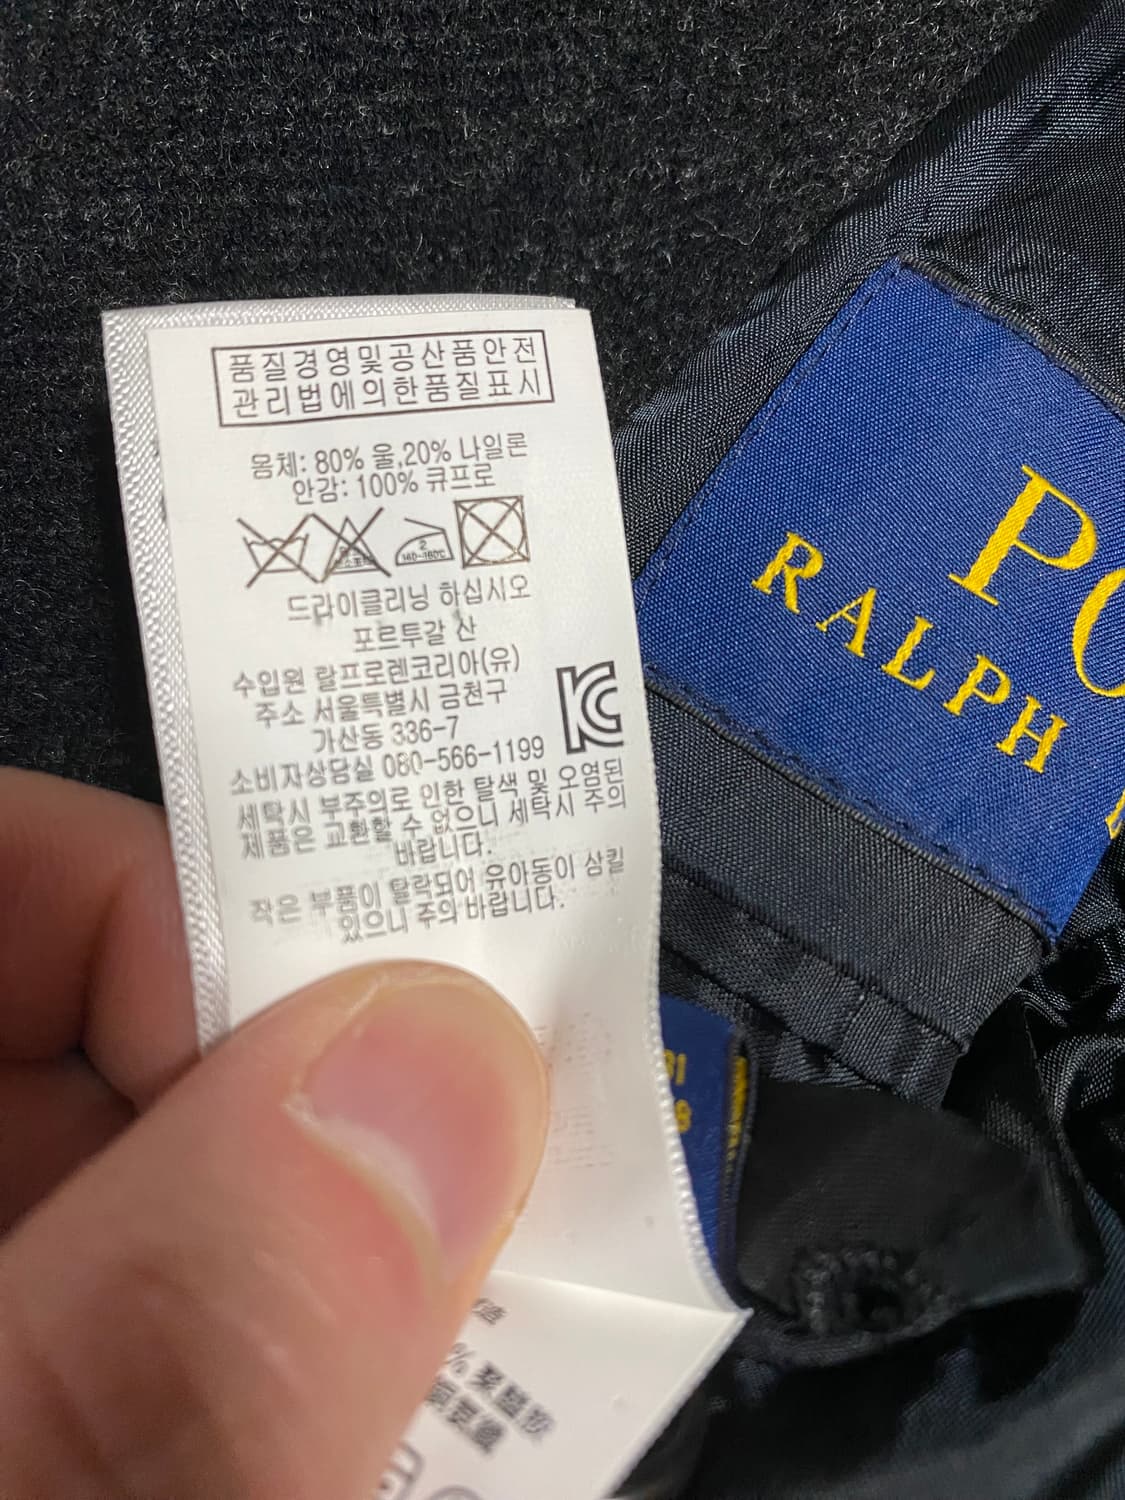 품질경영및공산품안전
관리법에의한품질표시
몸체: 80% 울,20% 나일론
안감: 100% 큐프로
2
드라이클리닝 하십시오
포르투갈 산
수입원 랄프로렌코리아(유)
주소 서울특별시 금천구
가산동 336-7
소비자상담실 080-566-1199
세탁시 부주의로 인한 탈색 및 오염된
제품은 교환할 수 없으니 세탁시 주의
바랍니다.
작은 부품이 탈락되어 유아동이 삼킬
있으니 주의 바랍니다.
PO
RALPH